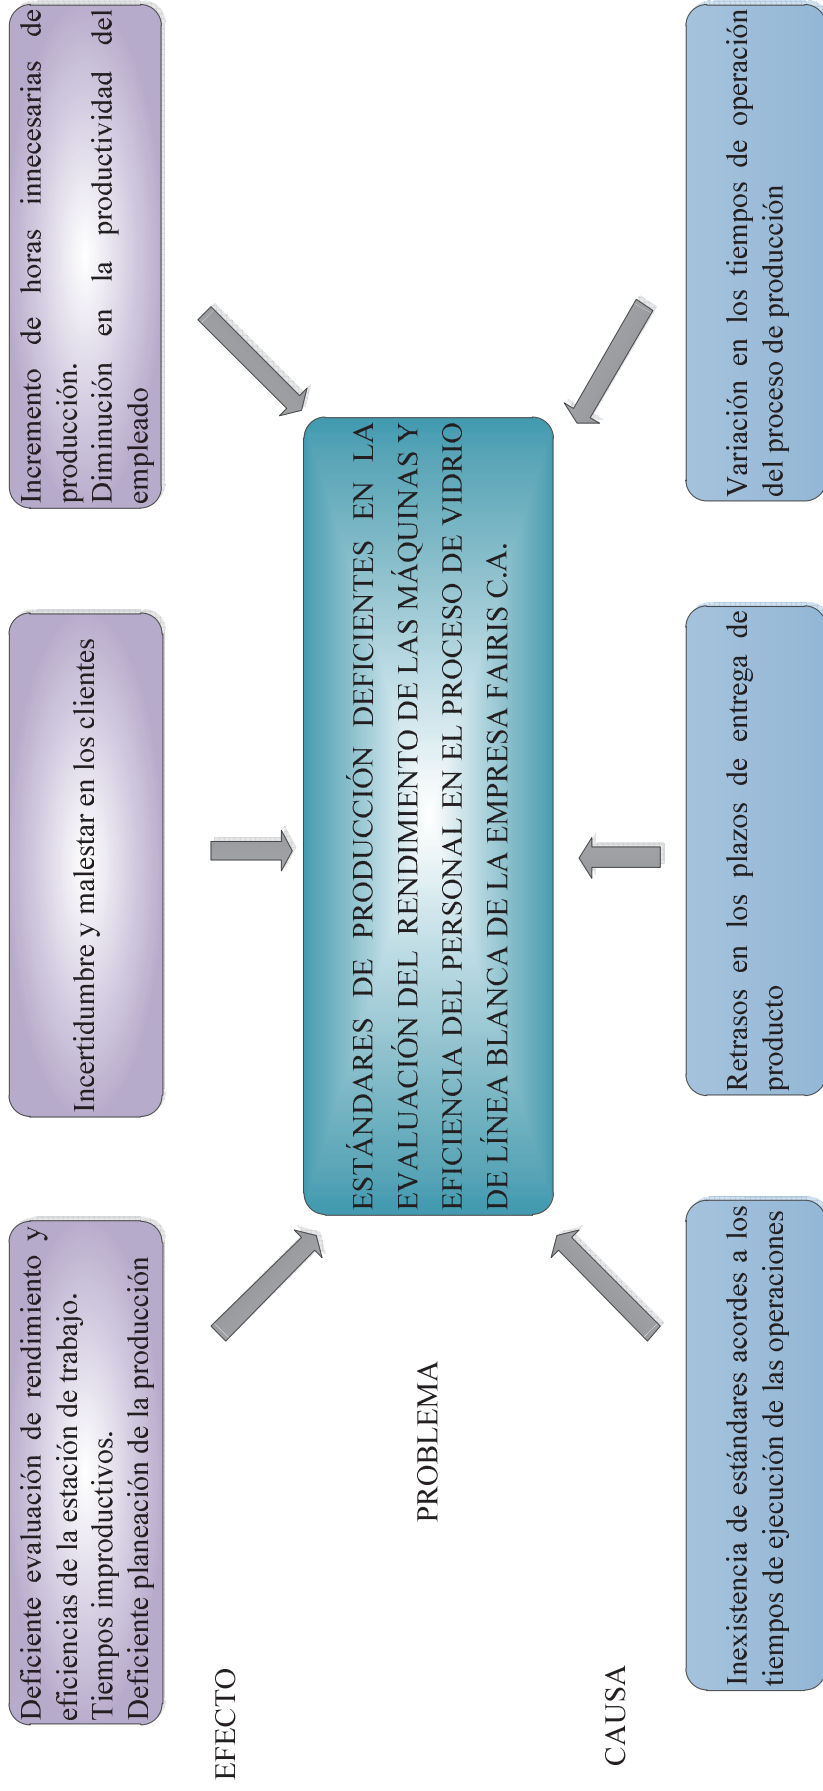 Deficiente evaluación de rendimiento y
eficiencias de la estación de trabajo.
Tiempos improductivos.
Deficiente planeación de la producción
Incertidumbre y malestar en los clientes
Incremento de horas innecesarias de
producción.
Diminución en la productividad del
empleado
EFECTO
PROBLEMA
ESTÁNDARES DE PRODUCCIÓN DEFICIENTES EN LA
EVALUACIÓN DEL RENDIMIENTO DE LAS MÁQUINAS Y
EFICIENCIA DEL PERSONAL EN EL PROCESO DE VIDRIO
DE LÍNEA BLANCA DE LA EMPRESA FAIRIS C.A.
CAUSA
Inexistencia de estándares acordes a los
tiempos de ejecución de las operaciones
Retrasos en los plazos de entrega de
producto
Variación en los tiempos de operación
del proceso de producción